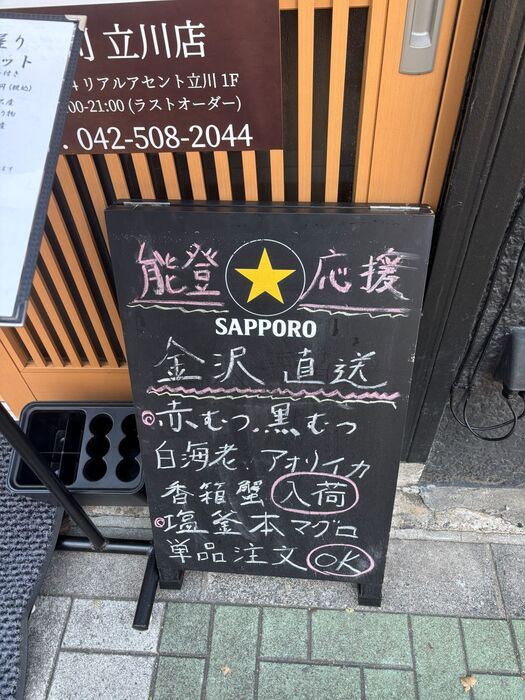 立川店
リアルアセント立川 1F
00-21:00 (ラストオーダー)
042-508-2044
能登 応援
SAPPORO
金沢 直送
赤むつ、黒むつ
白海老、アオリイカ
香箱蟹 入荷
塩釜本マグロ
単品注文 OK